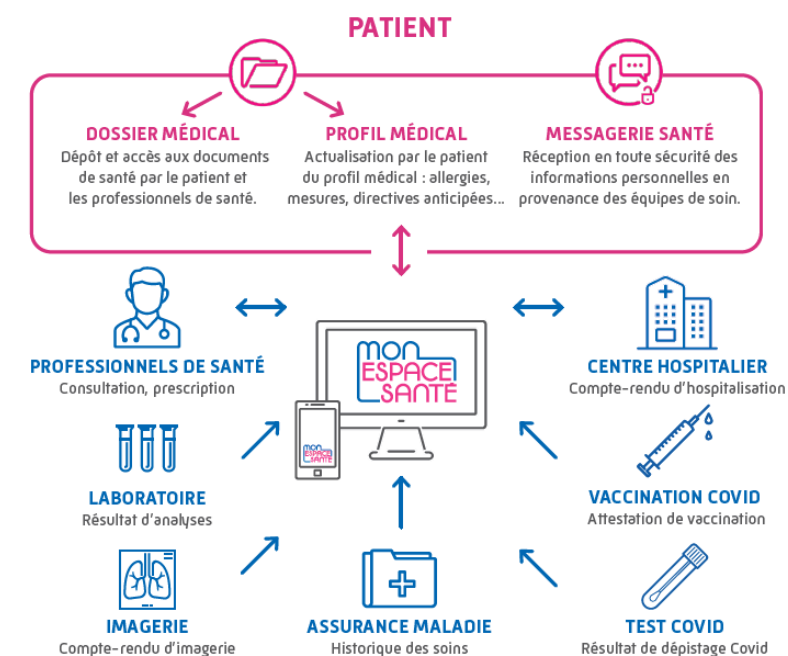 PATIENT
DOSSIER MÉDICAL
Dépôt et accès aux documents
de santé par le patient et
les professionnels de santé.
PROFIL MÉDICAL
Actualisation par le patient
du profil médical : allergies,
mesures, directives anticipées...
MESSAGERIE SANTÉ
Réception en toute sécurité des
informations personnelles en
provenance des équipes de soin.
PROFESSIONNELS DE SANTÉ
Consultation, prescription
MON
ESPACE
SANTÉ
MON
ESPACE
SANTÉ
CENTRE HOSPITALIER
Compte-rendu d'hospitalisation
LABORATOIRE
Résultat d'analyses
VACCINATION COVID
Attestation de vaccination
IMAGERIE
Compte-rendu d'imagerie
ASSURANCE MALADIE
Historique des soins
TEST COVID
Résultat de dépistage Covid